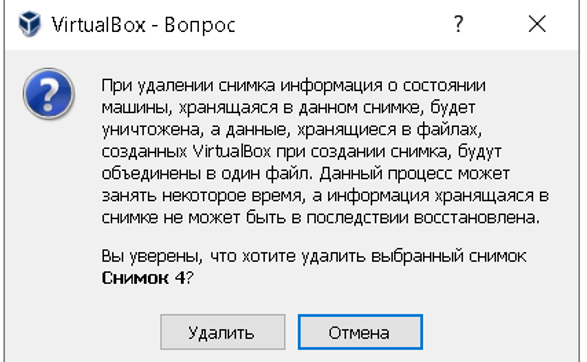 VirtualBox - Вопрос
?
При удалении снимка информация о состоянии
машины, хранящаяся в данном снимке, будет
уничтожена, а данные, хранящиеся в файлах,
созданных VirtualBox при создании снимка, будут
объединены в один файл. Данный процесс может
занять некоторое время, а информация хранящаяся в
снимке не может быть в последствии восстановлена.
Вы уверены, что хотите удалить выбранный снимок
Снимок 4?
Удалить Отмена